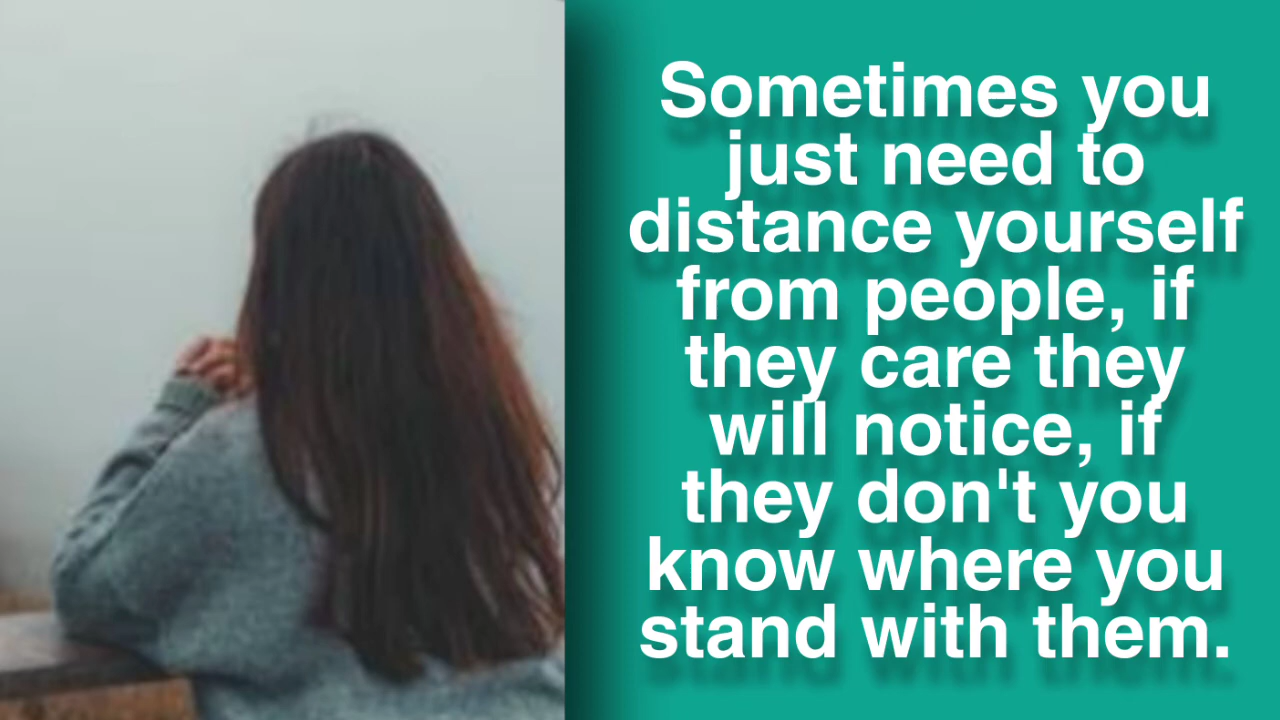 Sometimes you
just need to
distance yourself
from people, if
they care they
will notice, if
they don't you
know where you
stand with them.